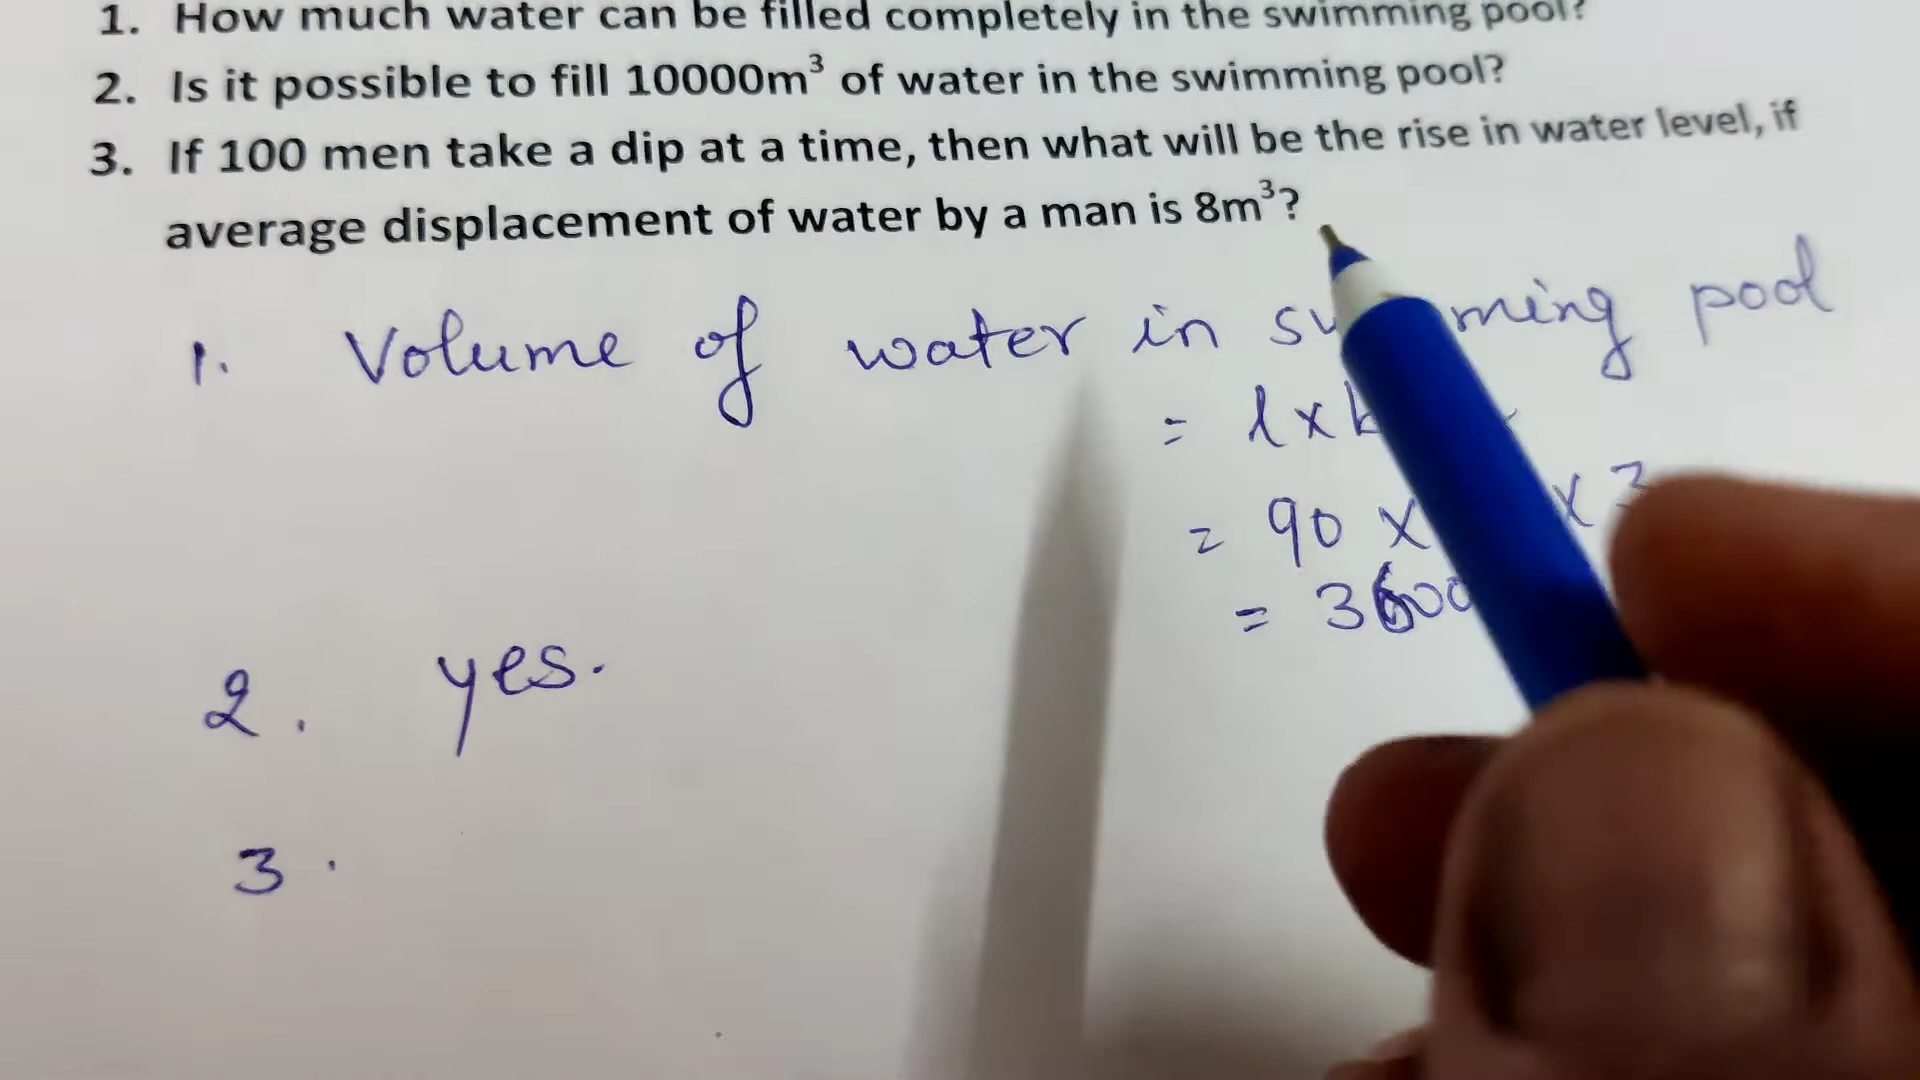 1. How much water can be filled completely in the swimming pool?
2. Is it possible to fill 10000m³ of water in the swimming pool?
3. If 100 men take a dip at a time, then what will be the rise in water level, if
average displacement of water by a man is 8m³?
1. Volume of water in pool
= l x
= 90 x x 3
=
2. yes.
3.